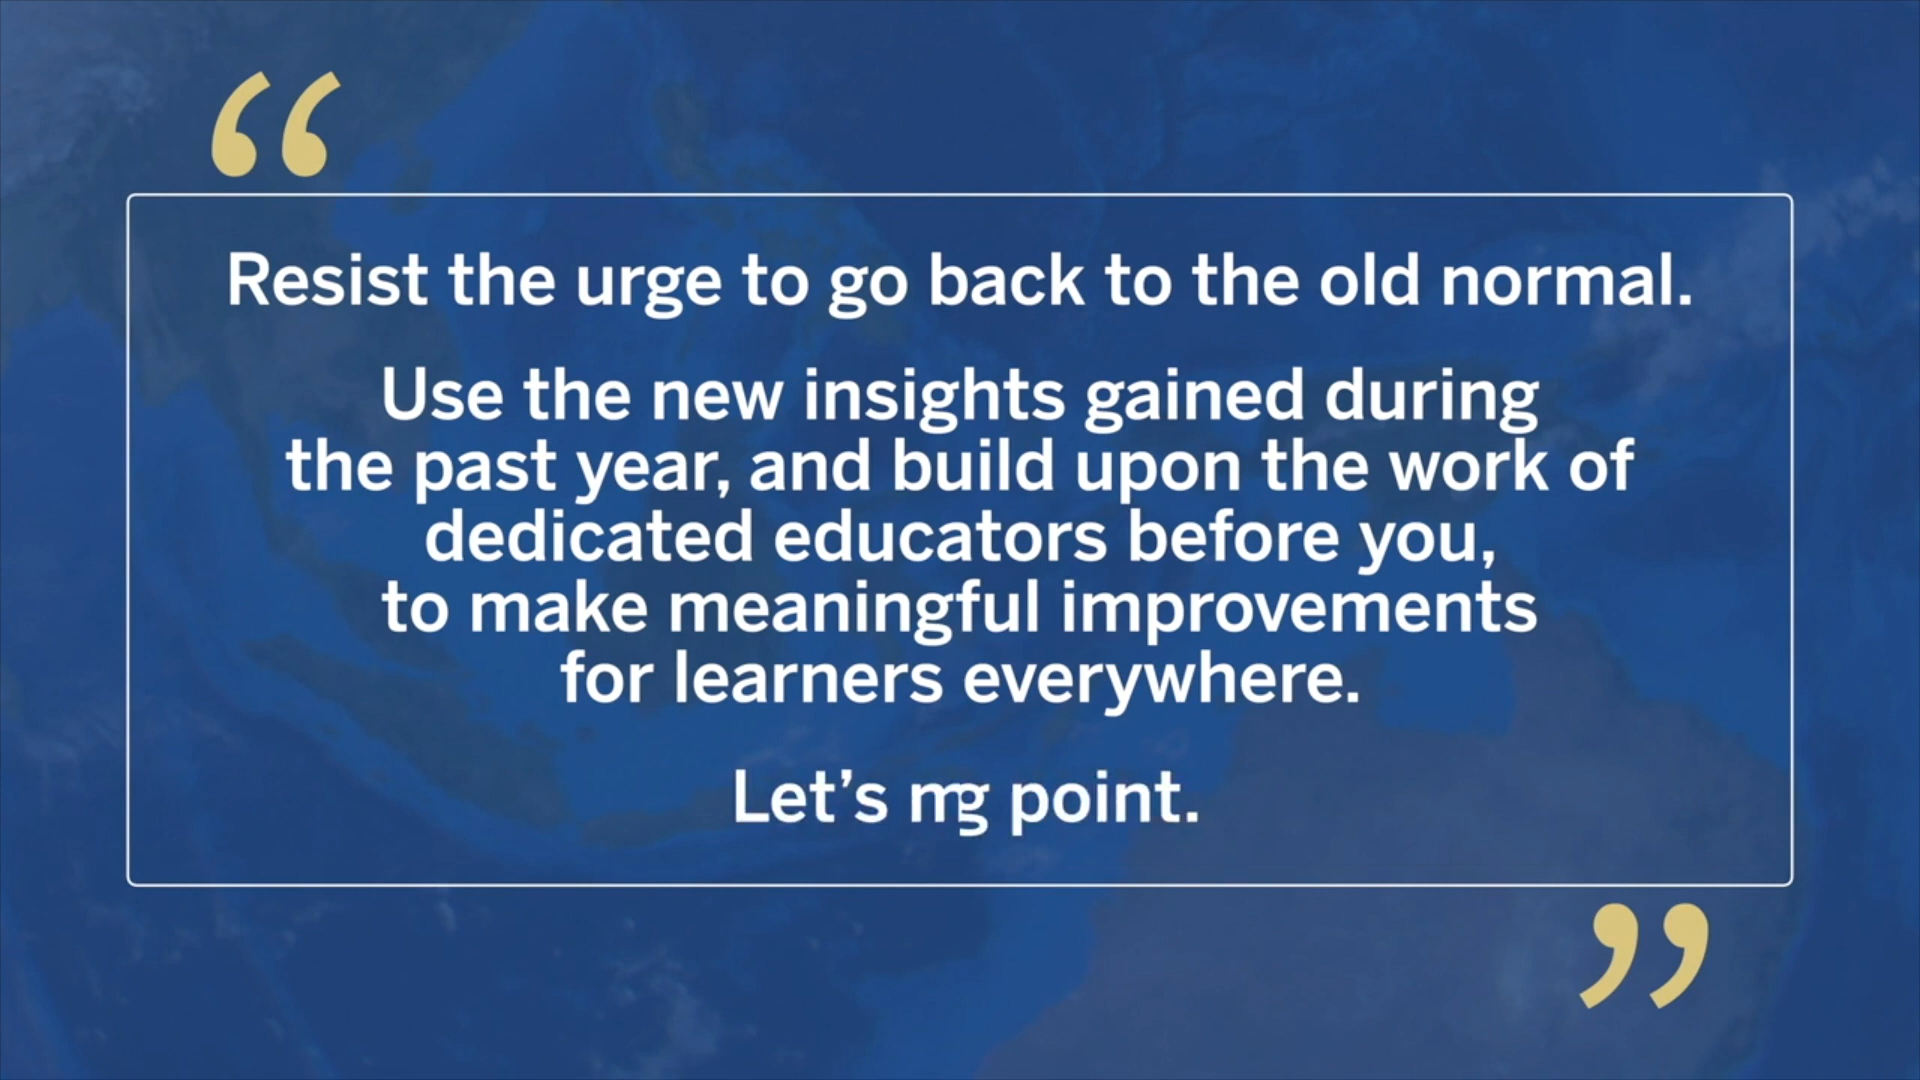 “
Resist the urge to go back to the old normal.
Use the new insights gained during
the past year, and build upon the work of
dedicated educators before you,
to make meaningful improvements
for learners everywhere.
Let’s point.
”